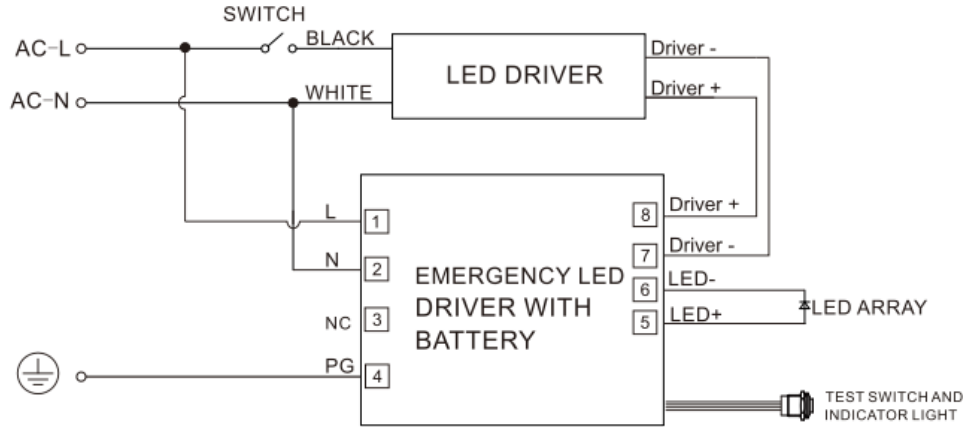 SWITCH
AC-L
BLACK
LED DRIVER
Driver -
AC-N
WHITE
Driver +
L
1
8
Driver +
N
2
7
Driver -
EMERGENCY LED
DRIVER WITH
BATTERY
6
LED-
NC
3
5
LED+
LED ARRAY
PG
4
TEST SWITCH AND
INDICATOR LIGHT